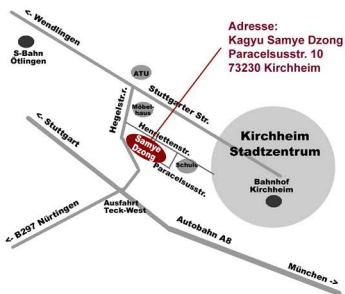 <- Wendlingen
Adresse:
Kagyu Samye Dzong
Paracelsusstr. 10
73230 Kirchheim
S-Bahn
Ötlingen
ATU
Stuttgarter Str.
Hegelstr.r.
Möbel-
haus
Henriettenstr.
<- Stuttgart
Samye
Dzong
Schule
Paracelsusstr.
Kirchheim
Stadtzentrum
Bahnhof
Kirchheim
Ausfahrt
Teck-West
<- B297 Nürtingen
Autobahn A8
München ->